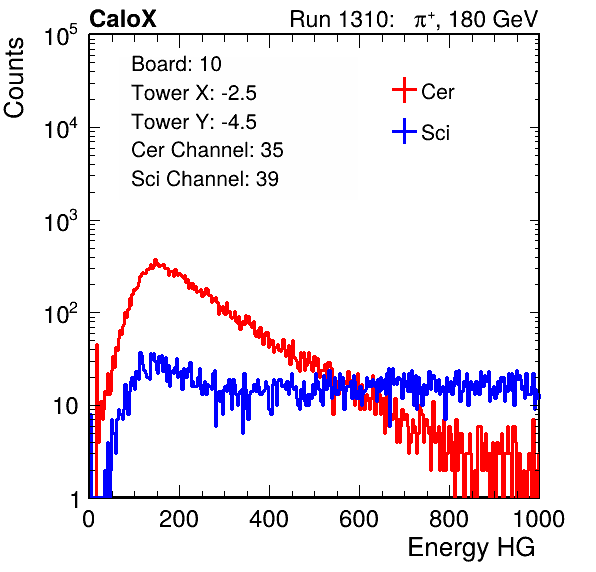 CaloX Run 1310: π⁺, 180 GeV
Counts
10⁵
10⁴
10³
10²
10
1
Board: 10
Tower X: -2.5
Tower Y: -4.5
Cer Channel: 35
Sci Channel: 39
Cer
Sci
0 200 400 600 800 1000
Energy HG